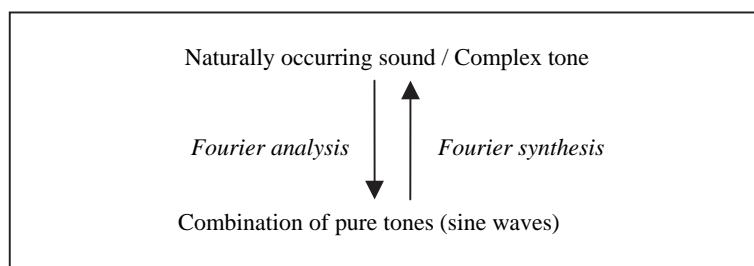 Naturally occurring sound / Complex tone
Fourier analysis Fourier synthesis
Combination of pure tones (sine waves)